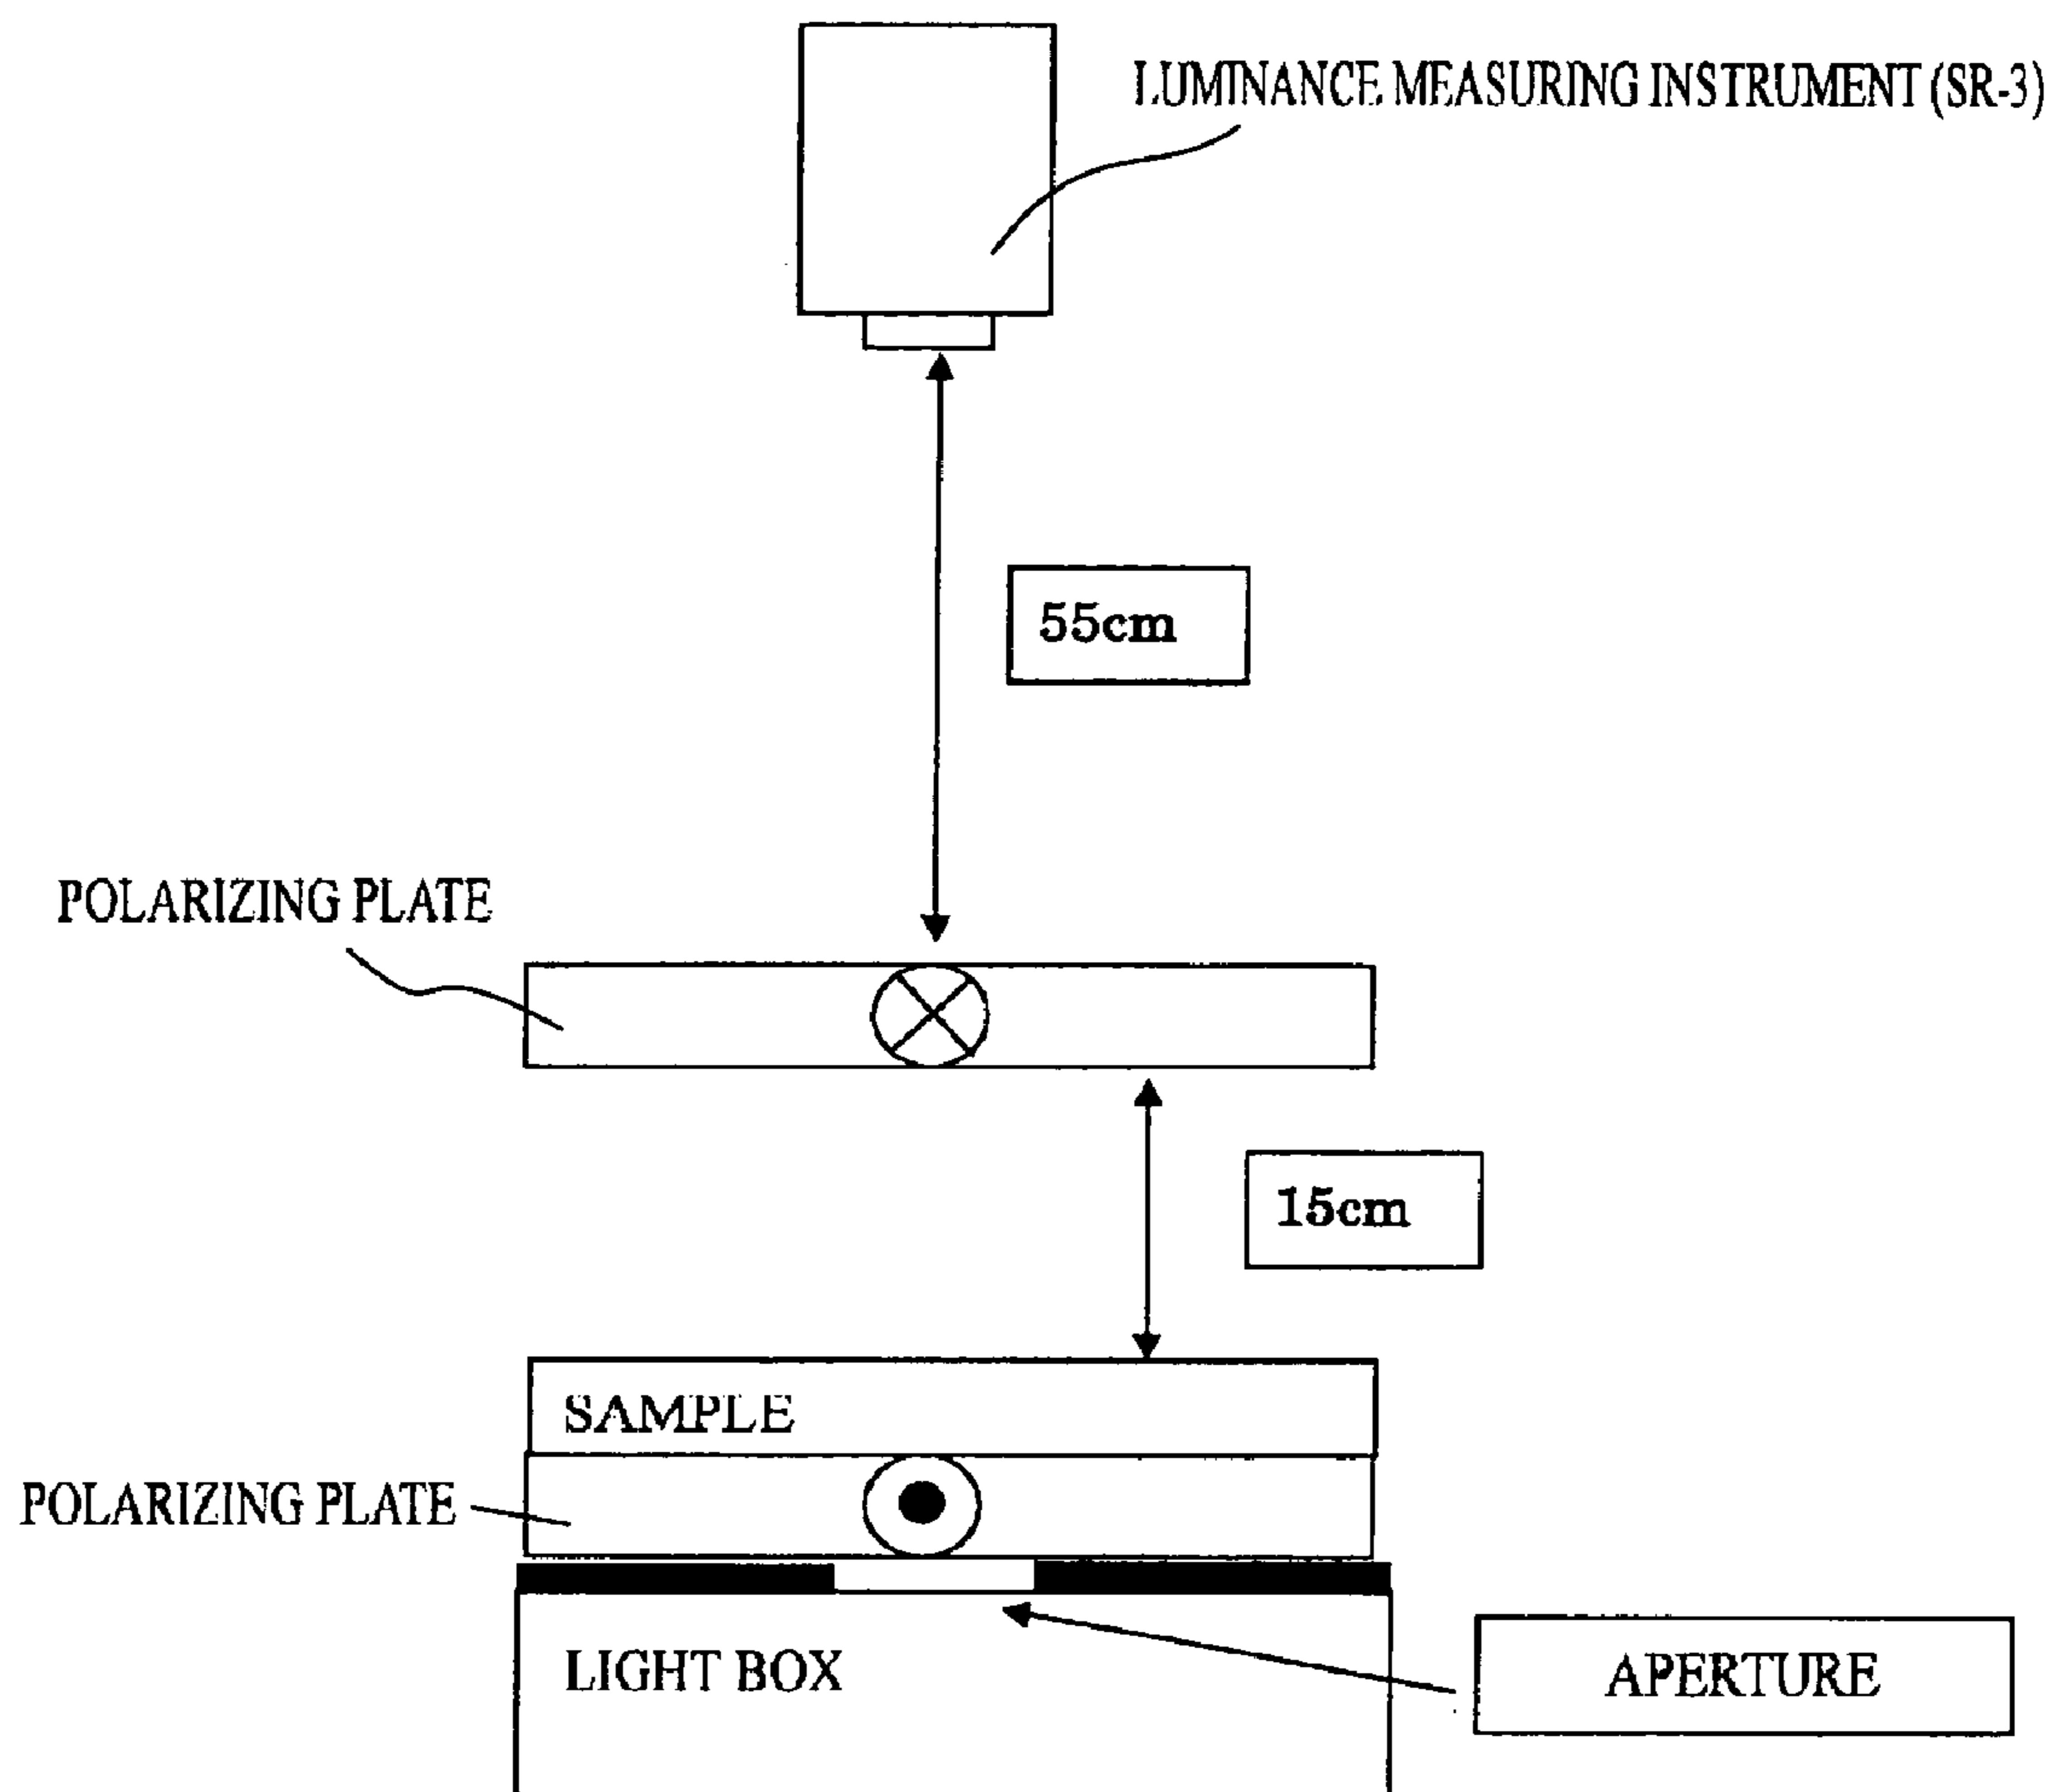 LUMINANCE MEASURING INSTRUMENT (SR-3)
55cm
POLARIZING PLATE
15cm
SAMPLE
POLARIZING PLATE
LIGHT BOX
APERTURE